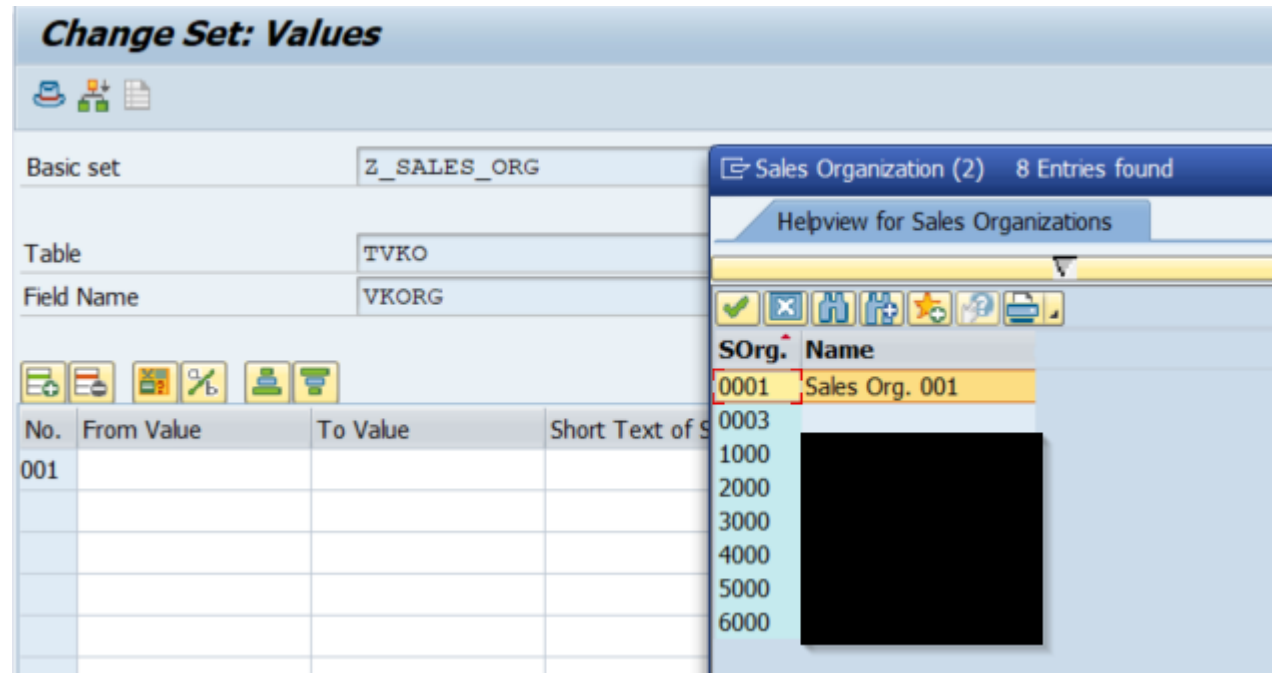 Change Set: Values
Basic set Z_SALES_ORG
Table TVKO
Field Name VKORG
No. From Value To Value Short Text of S
001
Sales Organization (2) 8 Entries found
Helpview for Sales Organizations
SOrg. Name
0001 Sales Org. 001
0003
1000
2000
3000
4000
5000
6000